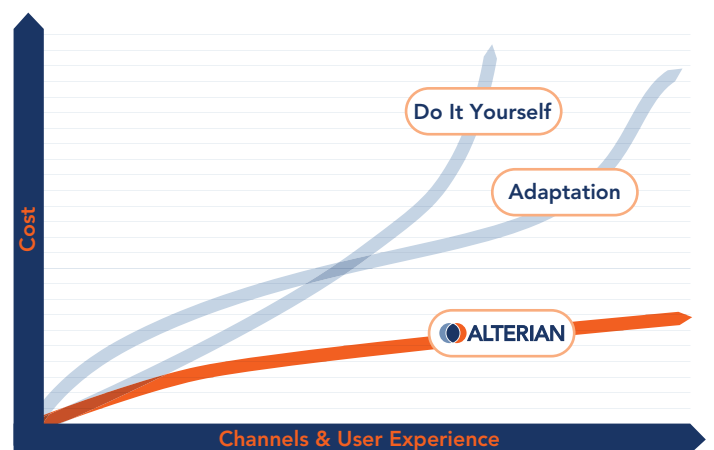 Do It Yourself
Adaptation
Cost
ALTERIAN
Channels & User Experience